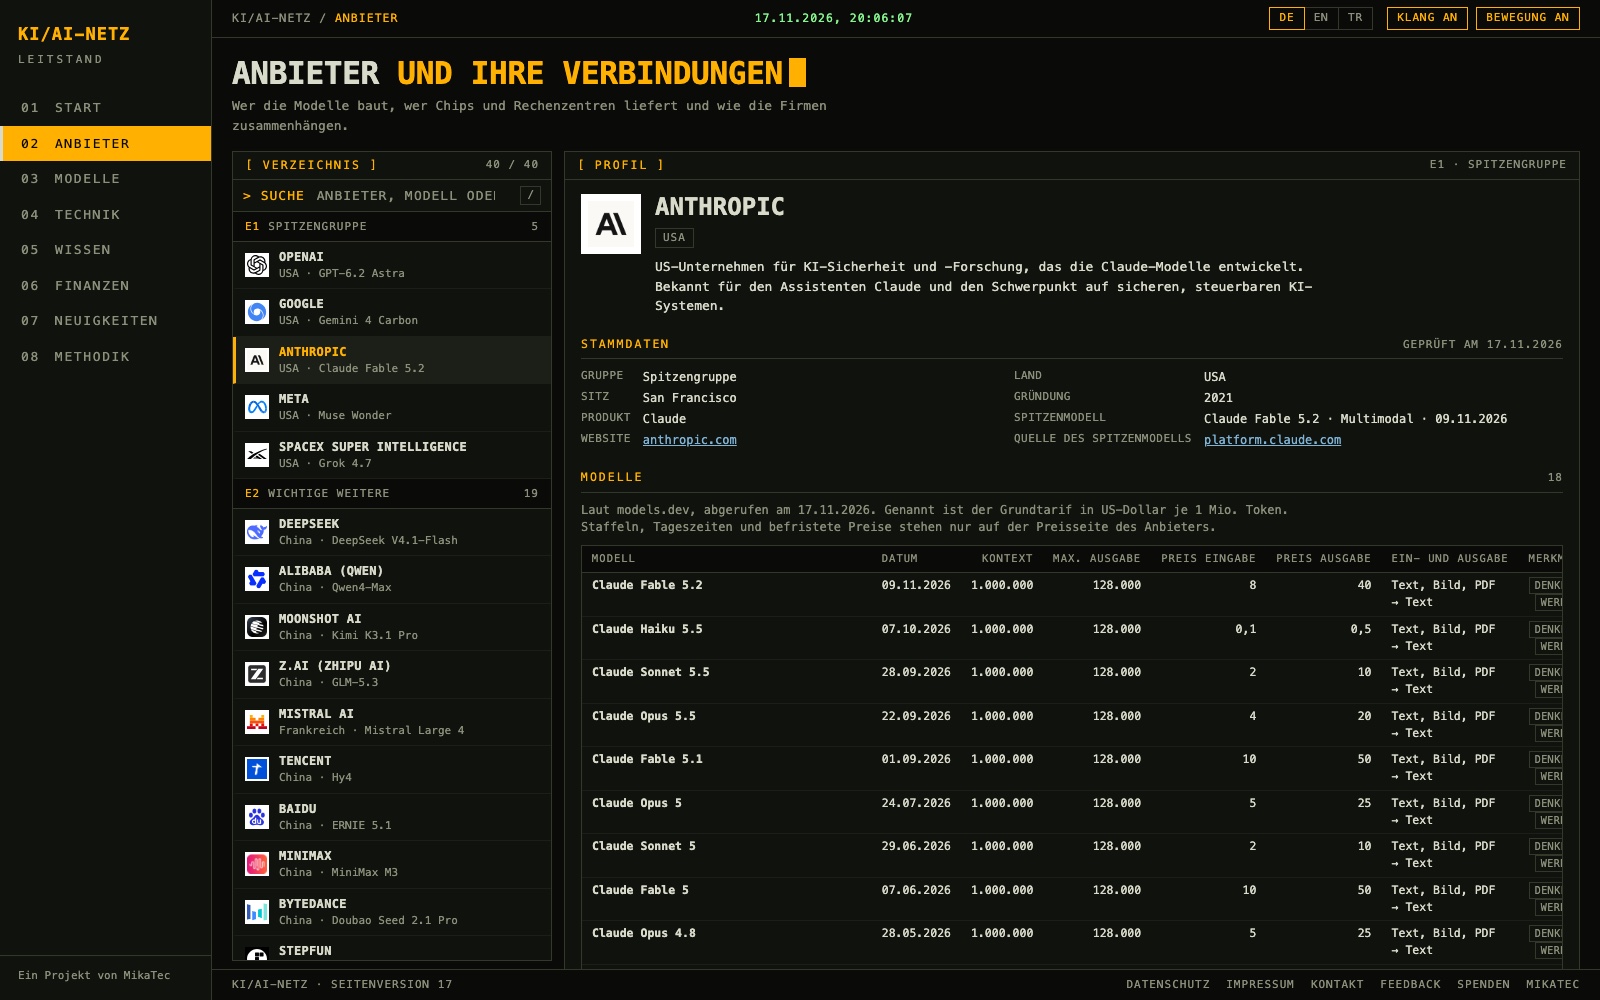 KI/AI-NETZ
LEITSTAND
01 START
02 ANBIETER
03 MODELLE
04 TECHNIK
05 WISSEN
06 FINANZEN
07 NEUIGKEITEN
08 METHODIK
Ein Projekt von MikaTec
KI/AI-NETZ / ANBIETER
17.11.2026, 20:06:07
DE EN TR KLANG AN BEWEGUNG AN
ANBIETER UND IHRE VERBINDUNGEN
Wer die Modelle baut, wer Chips und Rechenzentren liefert und wie die Firmen
zusammenhängen.
[ VERZEICHNIS ] 40 / 40
> SUCHE ANBIETER, MODELL ODE /
E1 SPITZENGRUPPE 5
OPENAI
USA · GPT-6.2 Astra
GOOGLE
USA · Gemini 4 Carbon
ANTHROPIC
USA · Claude Fable 5.2
META
USA · Muse Wonder
SPACEX SUPER INTELLIGENCE
USA · Grok 4.7
E2 WICHTIGE WEITERE 19
DEEPSEEK
China · DeepSeek V4.1-Flash
ALIBABA (QWEN)
China · Qwen4-Max
MOONSHOT AI
China · Kimi K3.1 Pro
Z.AI (ZHIPU AI)
China · GLM-5.3
MISTRAL AI
Frankreich · Mistral Large 4
TENCENT
China · Hy4
BAIDU
China · ERNIE 5.1
MINIMAX
China · MiniMax M3
BYTEDANCE
China · Doubao Seed 2.1 Pro
STEPFUN
[ PROFIL ] E1 · SPITZENGRUPPE
ANTHROPIC
USA
US-Unternehmen für KI-Sicherheit und -Forschung, das die Claude-Modelle entwickelt.
Bekannt für den Assistenten Claude und den Schwerpunkt auf sicheren, steuerbaren KI-
Systemen.
STAMMDATEN GEPRÜFT AM 17.11.2026
GRUPPE Spitzengruppe LAND USA
SITZ San Francisco GRÜNDUNG 2021
PRODUKT Claude SPITZENMODELL Claude Fable 5.2 · Multimodal · 09.11.2026
WEBSITE anthropic.com QUELLE DES SPITZENMODELLS platform.claude.com
MODELLE 18
Laut models.dev, abgerufen am 17.11.2026. Genannt ist der Grundtarif in US-Dollar je 1 Mio. Token.
Staffeln, Tageszeiten und befristete Preise stehen nur auf der Preisseite des Anbieters.
MODELL DATUM KONTEXT MAX. AUSGABE PREIS EINGABE PREIS AUSGABE EIN- UND AUSGABE MERKM
Claude Fable 5.2 09.11.2026 1.000.000 128.000 8 40 Text, Bild, PDF DENK
→ Text WER
Claude Haiku 5.5 07.10.2026 1.000.000 128.000 0,1 0,5 Text, Bild, PDF DENK
→ Text WER
Claude Sonnet 5.5 28.09.2026 1.000.000 128.000 2 10 Text, Bild, PDF DENK
→ Text WER
Claude Opus 5.5 22.09.2026 1.000.000 128.000 4 20 Text, Bild, PDF DENK
→ Text WER
Claude Fable 5.1 01.09.2026 1.000.000 128.000 10 50 Text, Bild, PDF DENK
→ Text WER
Claude Opus 5 24.07.2026 1.000.000 128.000 5 25 Text, Bild, PDF DENK
→ Text WER
Claude Sonnet 5 29.06.2026 1.000.000 128.000 2 10 Text, Bild, PDF DENK
→ Text WER
Claude Fable 5 07.06.2026 1.000.000 128.000 10 50 Text, Bild, PDF DENK
→ Text WER
Claude Opus 4.8 28.05.2026 1.000.000 128.000 5 25 Text, Bild, PDF DENK
→ Text WER
KI/AI-NETZ · SEITENVERSION 17
DATENSCHUTZ IMPRESSUM KONTAKT FEEDBACK SPENDEN MIKATEC